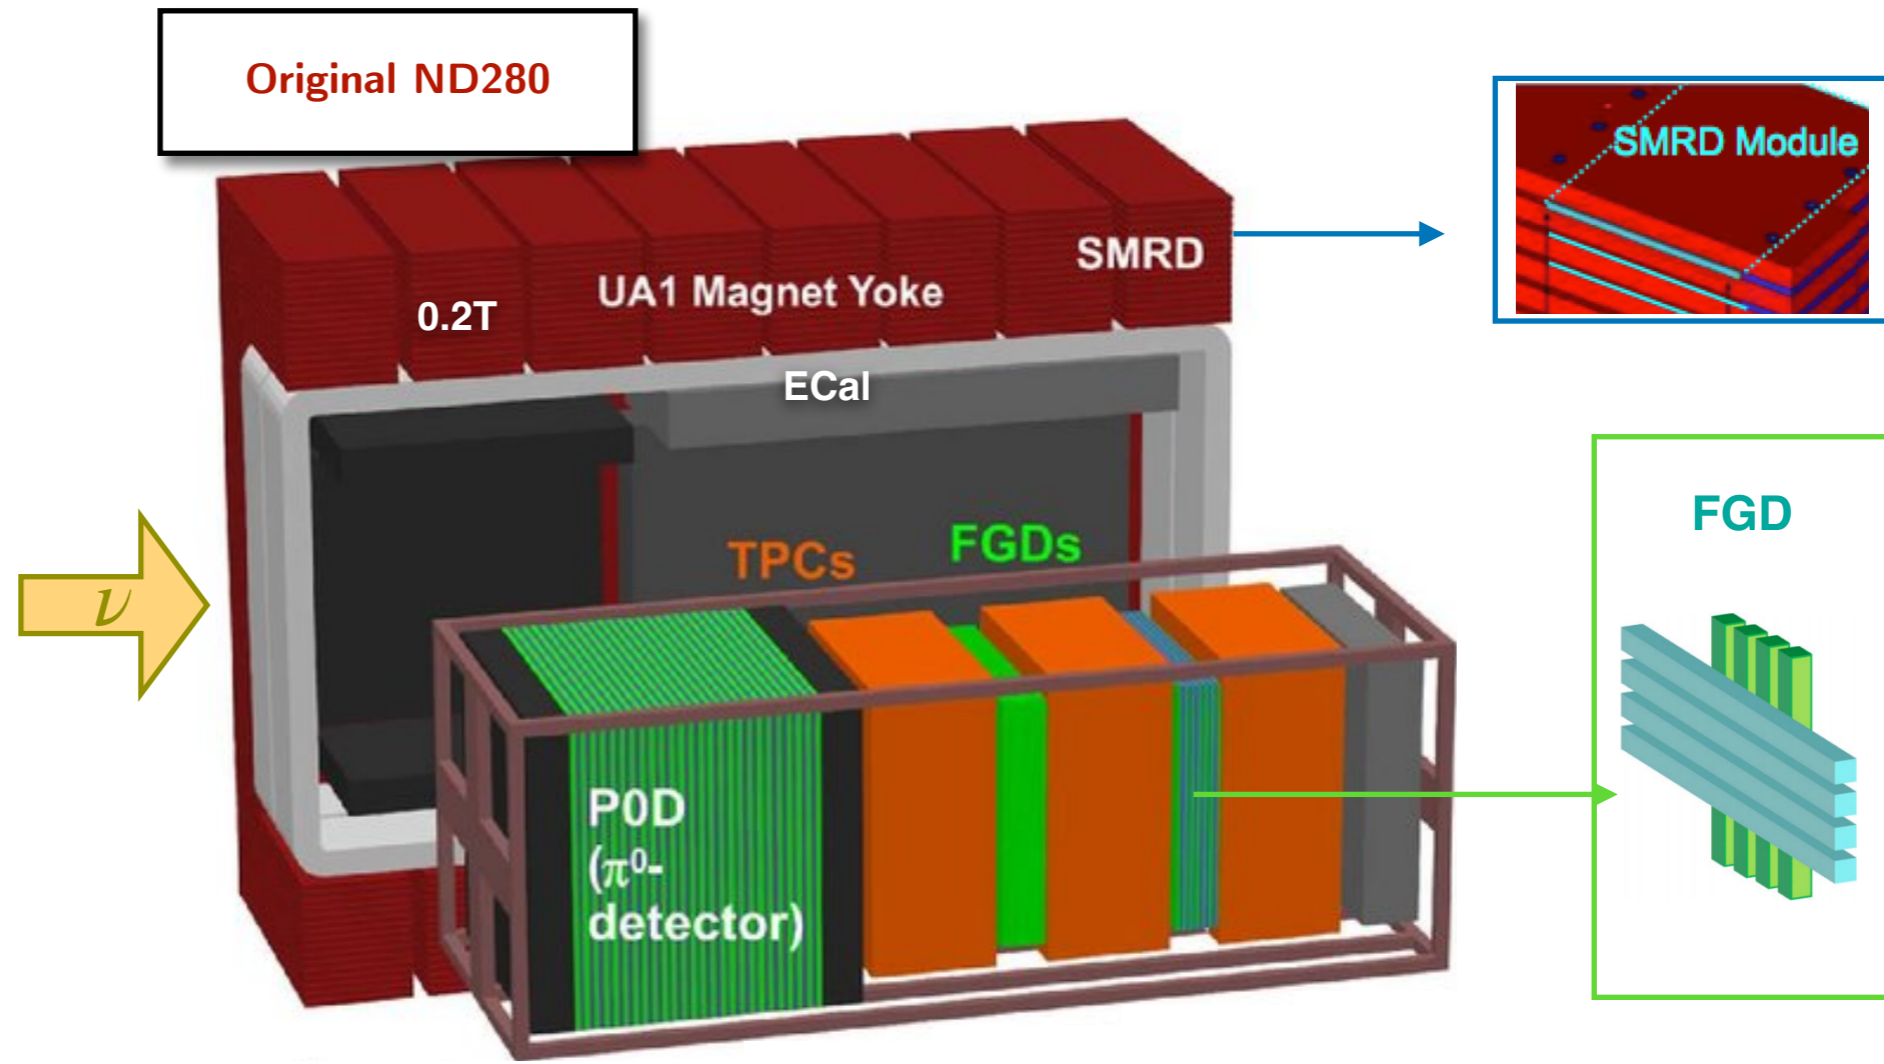 Original ND280
SMRD Module
SMRD
UA1 Magnet Yoke
0.2T
ECal
FGD
TPCs
FGDs
ν
P0D
(π⁰-
detector)